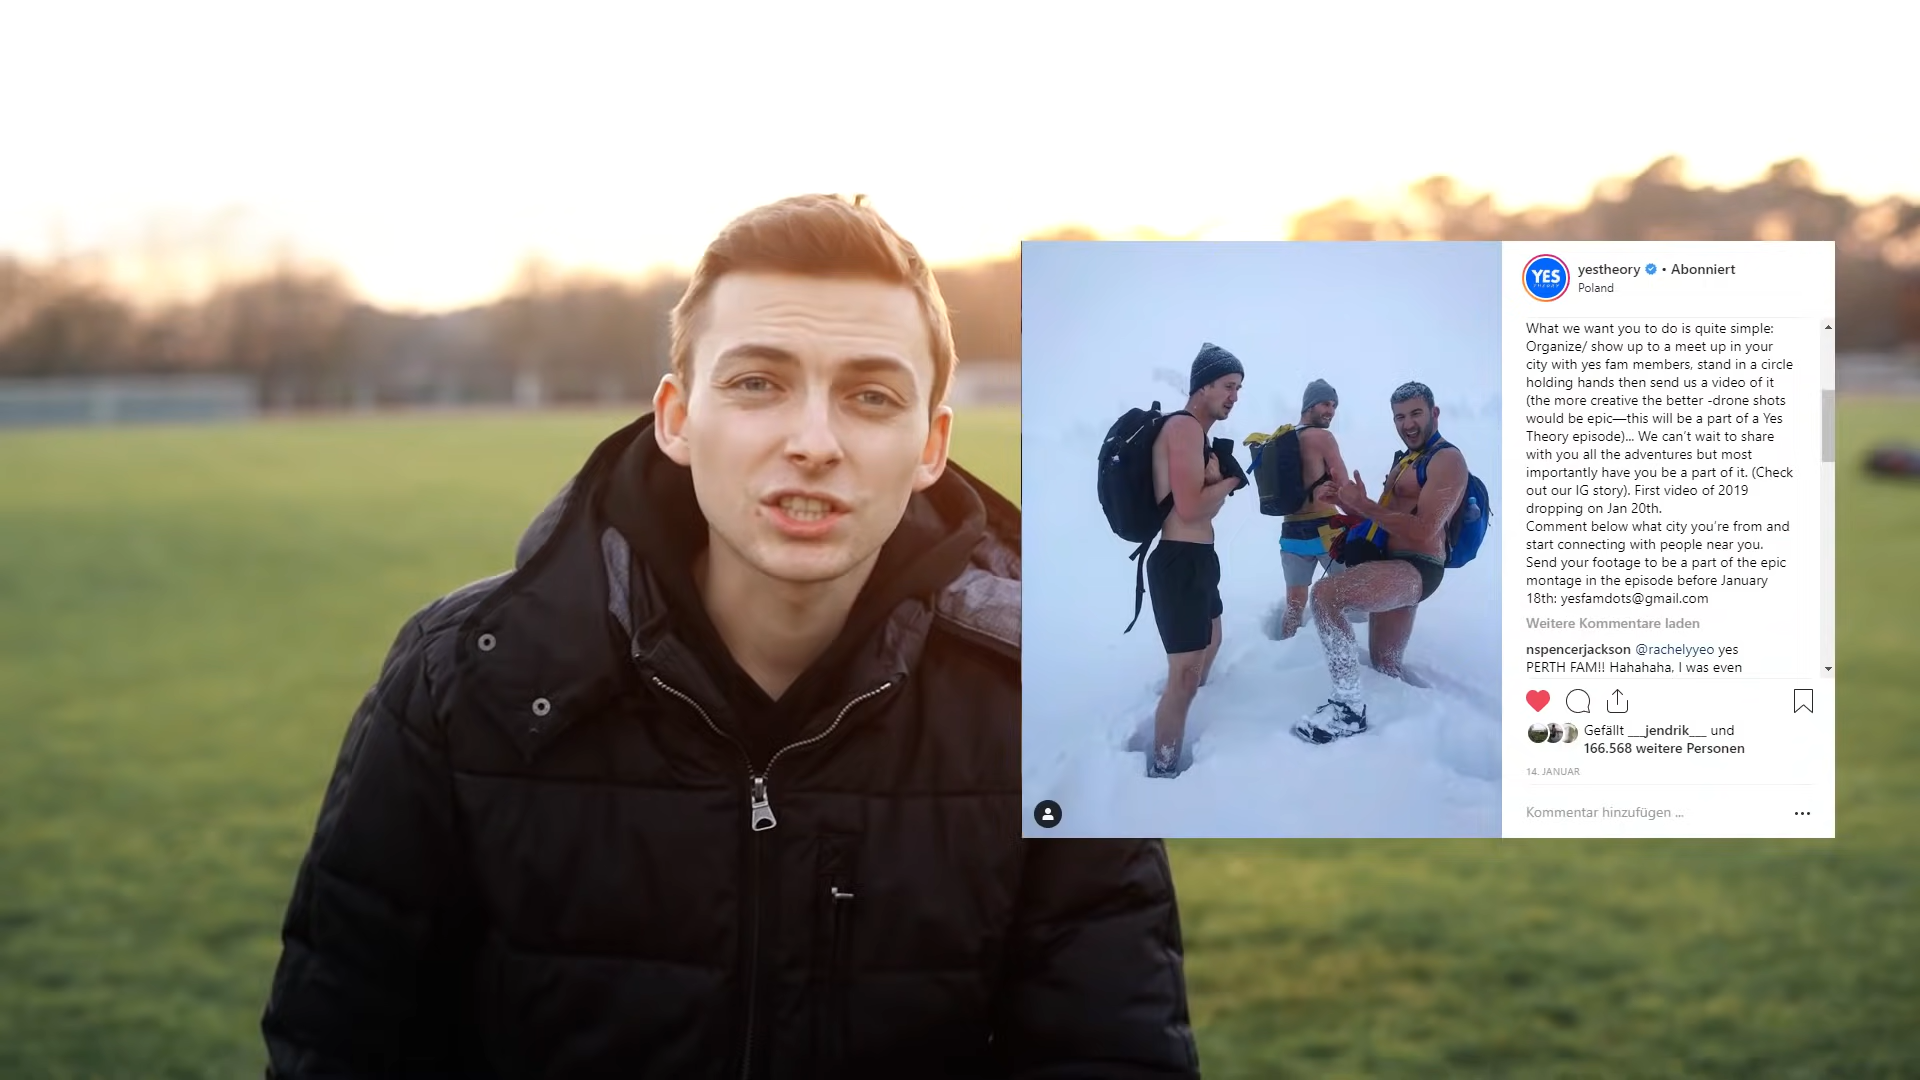 YES
THEORY
yestheory • Abonniert
Poland
What we want you to do is quite simple:
Organize/ show up to a meet up in your
city with yes fam members, stand in a circle
holding hands then send us a video of it
(the more creative the better -drone shots
would be epic—this will be a part of a Yes
Theory episode)... We can't wait to share
with you all the adventures but most
importantly have you be a part of it. (Check
out our IG story). First video of 2019
dropping on Jan 20th.
Comment below what city you're from and
start connecting with people near you.
Send your footage to be a part of the epic
montage in the episode before January
18th: yesfamdots@gmail.com
Weitere Kommentare laden
nspencerjackson @rachelyyeo yes
PERTH FAM!! Hahahaha, I was even
Gefällt ___jendrik___ und
166.568 weitere Personen
14. JANUAR
Kommentar hinzufügen ...